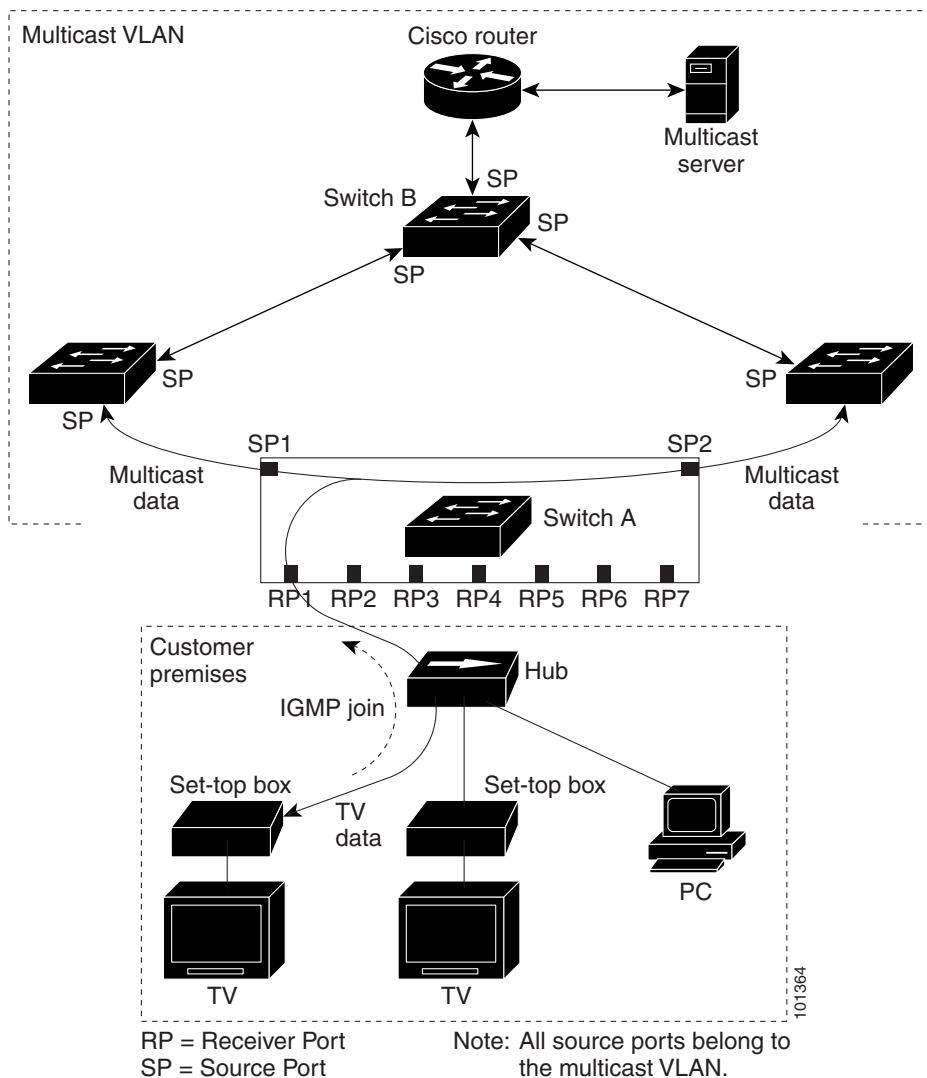 Multicast VLAN
Cisco router
Multicast
server
SP
Switch B
SP
SP
SP
SP
SP
SP1
SP2
Multicast
data
Multicast
data
Switch A
RP1 RP2 RP3 RP4 RP5 RP6 RP7
Customer
premises
Hub
IGMP join
Set-top box
Set-top box
TV
data
PC
TV
TV
101364
RP = Receiver Port
SP = Source Port
Note: All source ports belong to
the multicast VLAN.